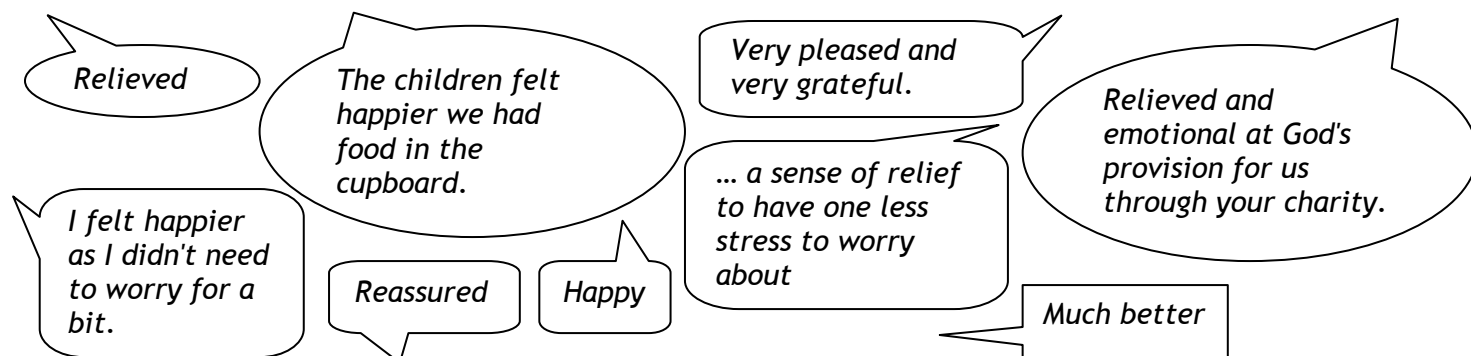 Relieved
The children felt
happier we had
food in the
cupboard.
Very pleased and
very grateful.
Relieved and
emotional at God's
provision for us
through your charity.
… a sense of relief
to have one less
stress to worry
about
I felt happier
as I didn't need
to worry for a
bit.
Reassured
Happy
Much better